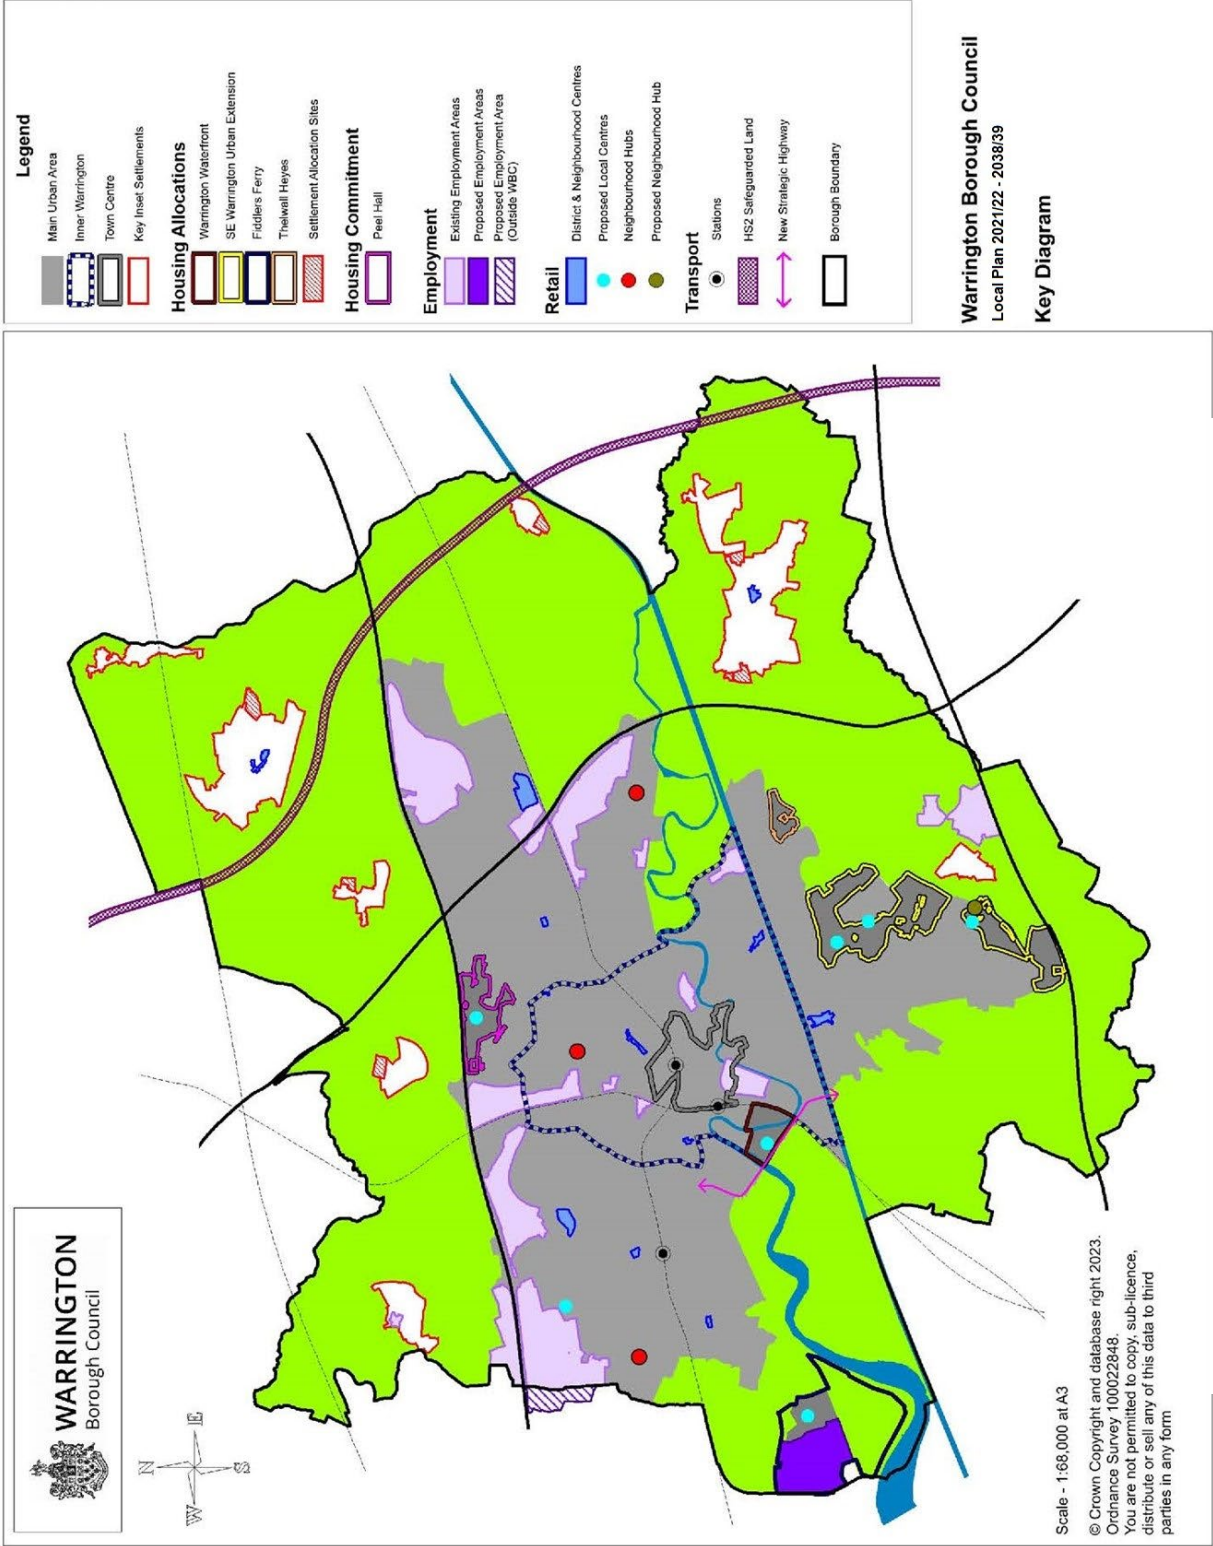 WARRINGTON
Borough Council
N
W
E
S
Scale - 1:68,000 at A3
© Crown Copyright and database right 2023.
Ordnance Survey 100022848.
You are not permitted to copy, sub-licence,
distribute or sell any of this data to third
parties in any form
Legend
Main Urban Area
Inner Warrington
Town Centre
Key Inset Settlements
Housing Allocations
Warrington Waterfront
SE Warrington Urban Extension
Fiddlers Ferry
Thelwall Heyes
Settlement Allocation Sites
Housing Commitment
Peel Hall
Employment
Existing Employment Areas
Proposed Employment Areas
Proposed Employment Area
(Outside WBC)
Retail
District & Neighbourhood Centres
Proposed Local Centres
Neighbourhood Hubs
Proposed Neighbourhood Hub
Transport
Stations
HS2 Safeguarded Land
New Strategic Highway
Borough Boundary
Warrington Borough Council
Local Plan 2021/22 - 2038/39
Key Diagram